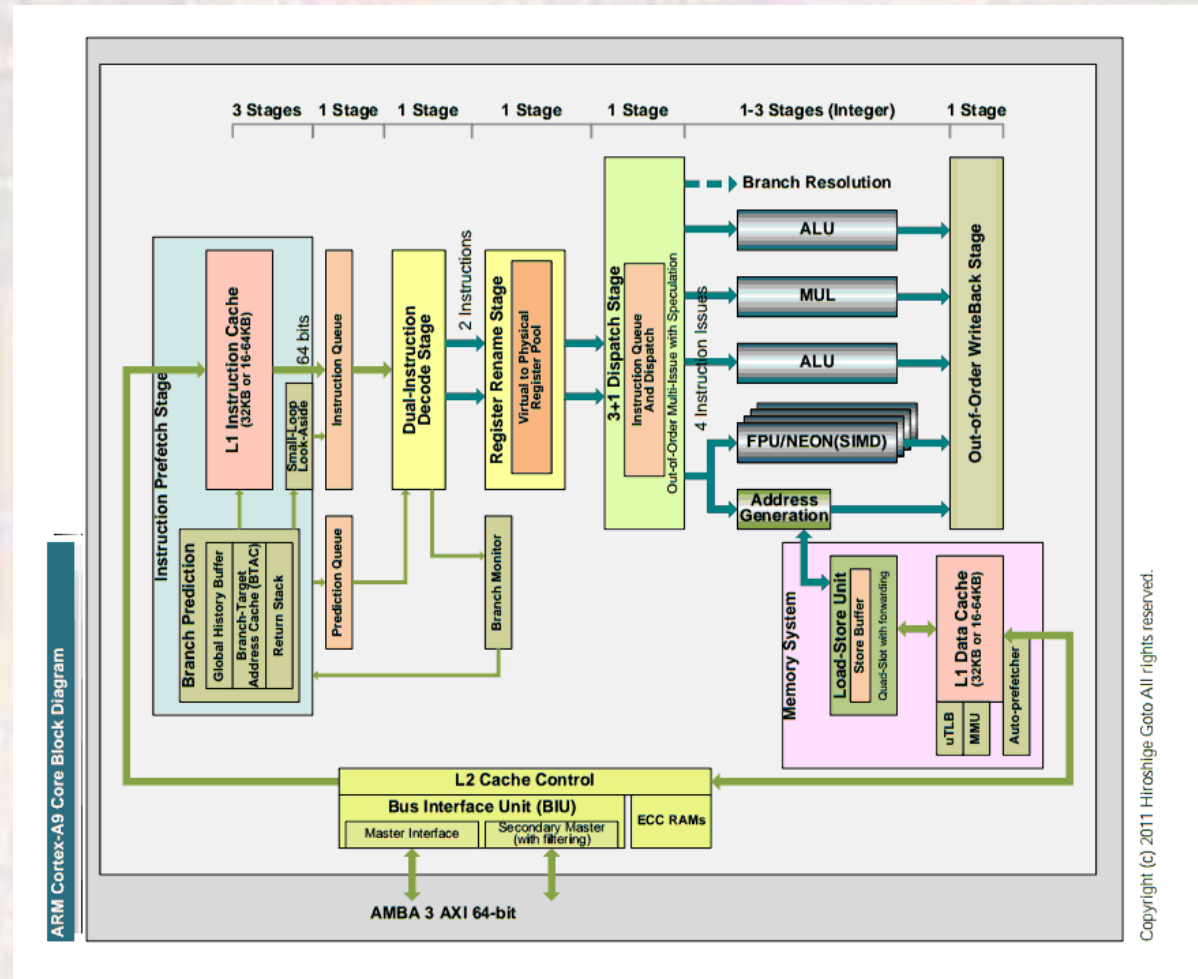 ARM Cortex-A9 Core Block Diagram
3 Stages
1 Stage
1 Stage
1 Stage
1 Stage
1-3 Stages (Integer)
1 Stage
Instruction Prefetch Stage
L1 Instruction Cache
(32KB or 16-64KB)
64 bits
Small-Loop
Look-Aside
Branch Prediction
Global History Buffer
Branch-Target
Address Cache (BTAC)
Return Stack
Instruction Queue
Prediction Queue
Dual-Instruction
Decode Stage
2 Instructions
Register Rename Stage
Virtual to Physical
Register Pool
Branch Monitor
3+1 Dispatch Stage
Instruction Queue
And Dispatch
Out-of-Order Multi-Issue with Speculation
4 Instruction Issues
Branch Resolution
ALU
MUL
ALU
FPU/NEON(SIMD)
Address
Generation
Out-of-Order WriteBack Stage
Memory System
Load-Store Unit
Store Buffer
Quad-Slot with forwarding
L1 Data Cache
(32KB or 16-64KB)
uTLB
MMU
Auto-prefetcher
L2 Cache Control
Bus Interface Unit (BIU)
Master Interface
Secondary Master
(with filtering)
ECC RAMs
AMBA 3 AXI 64-bit
Copyright (c) 2011 Hiroshige Goto All rights reserved.